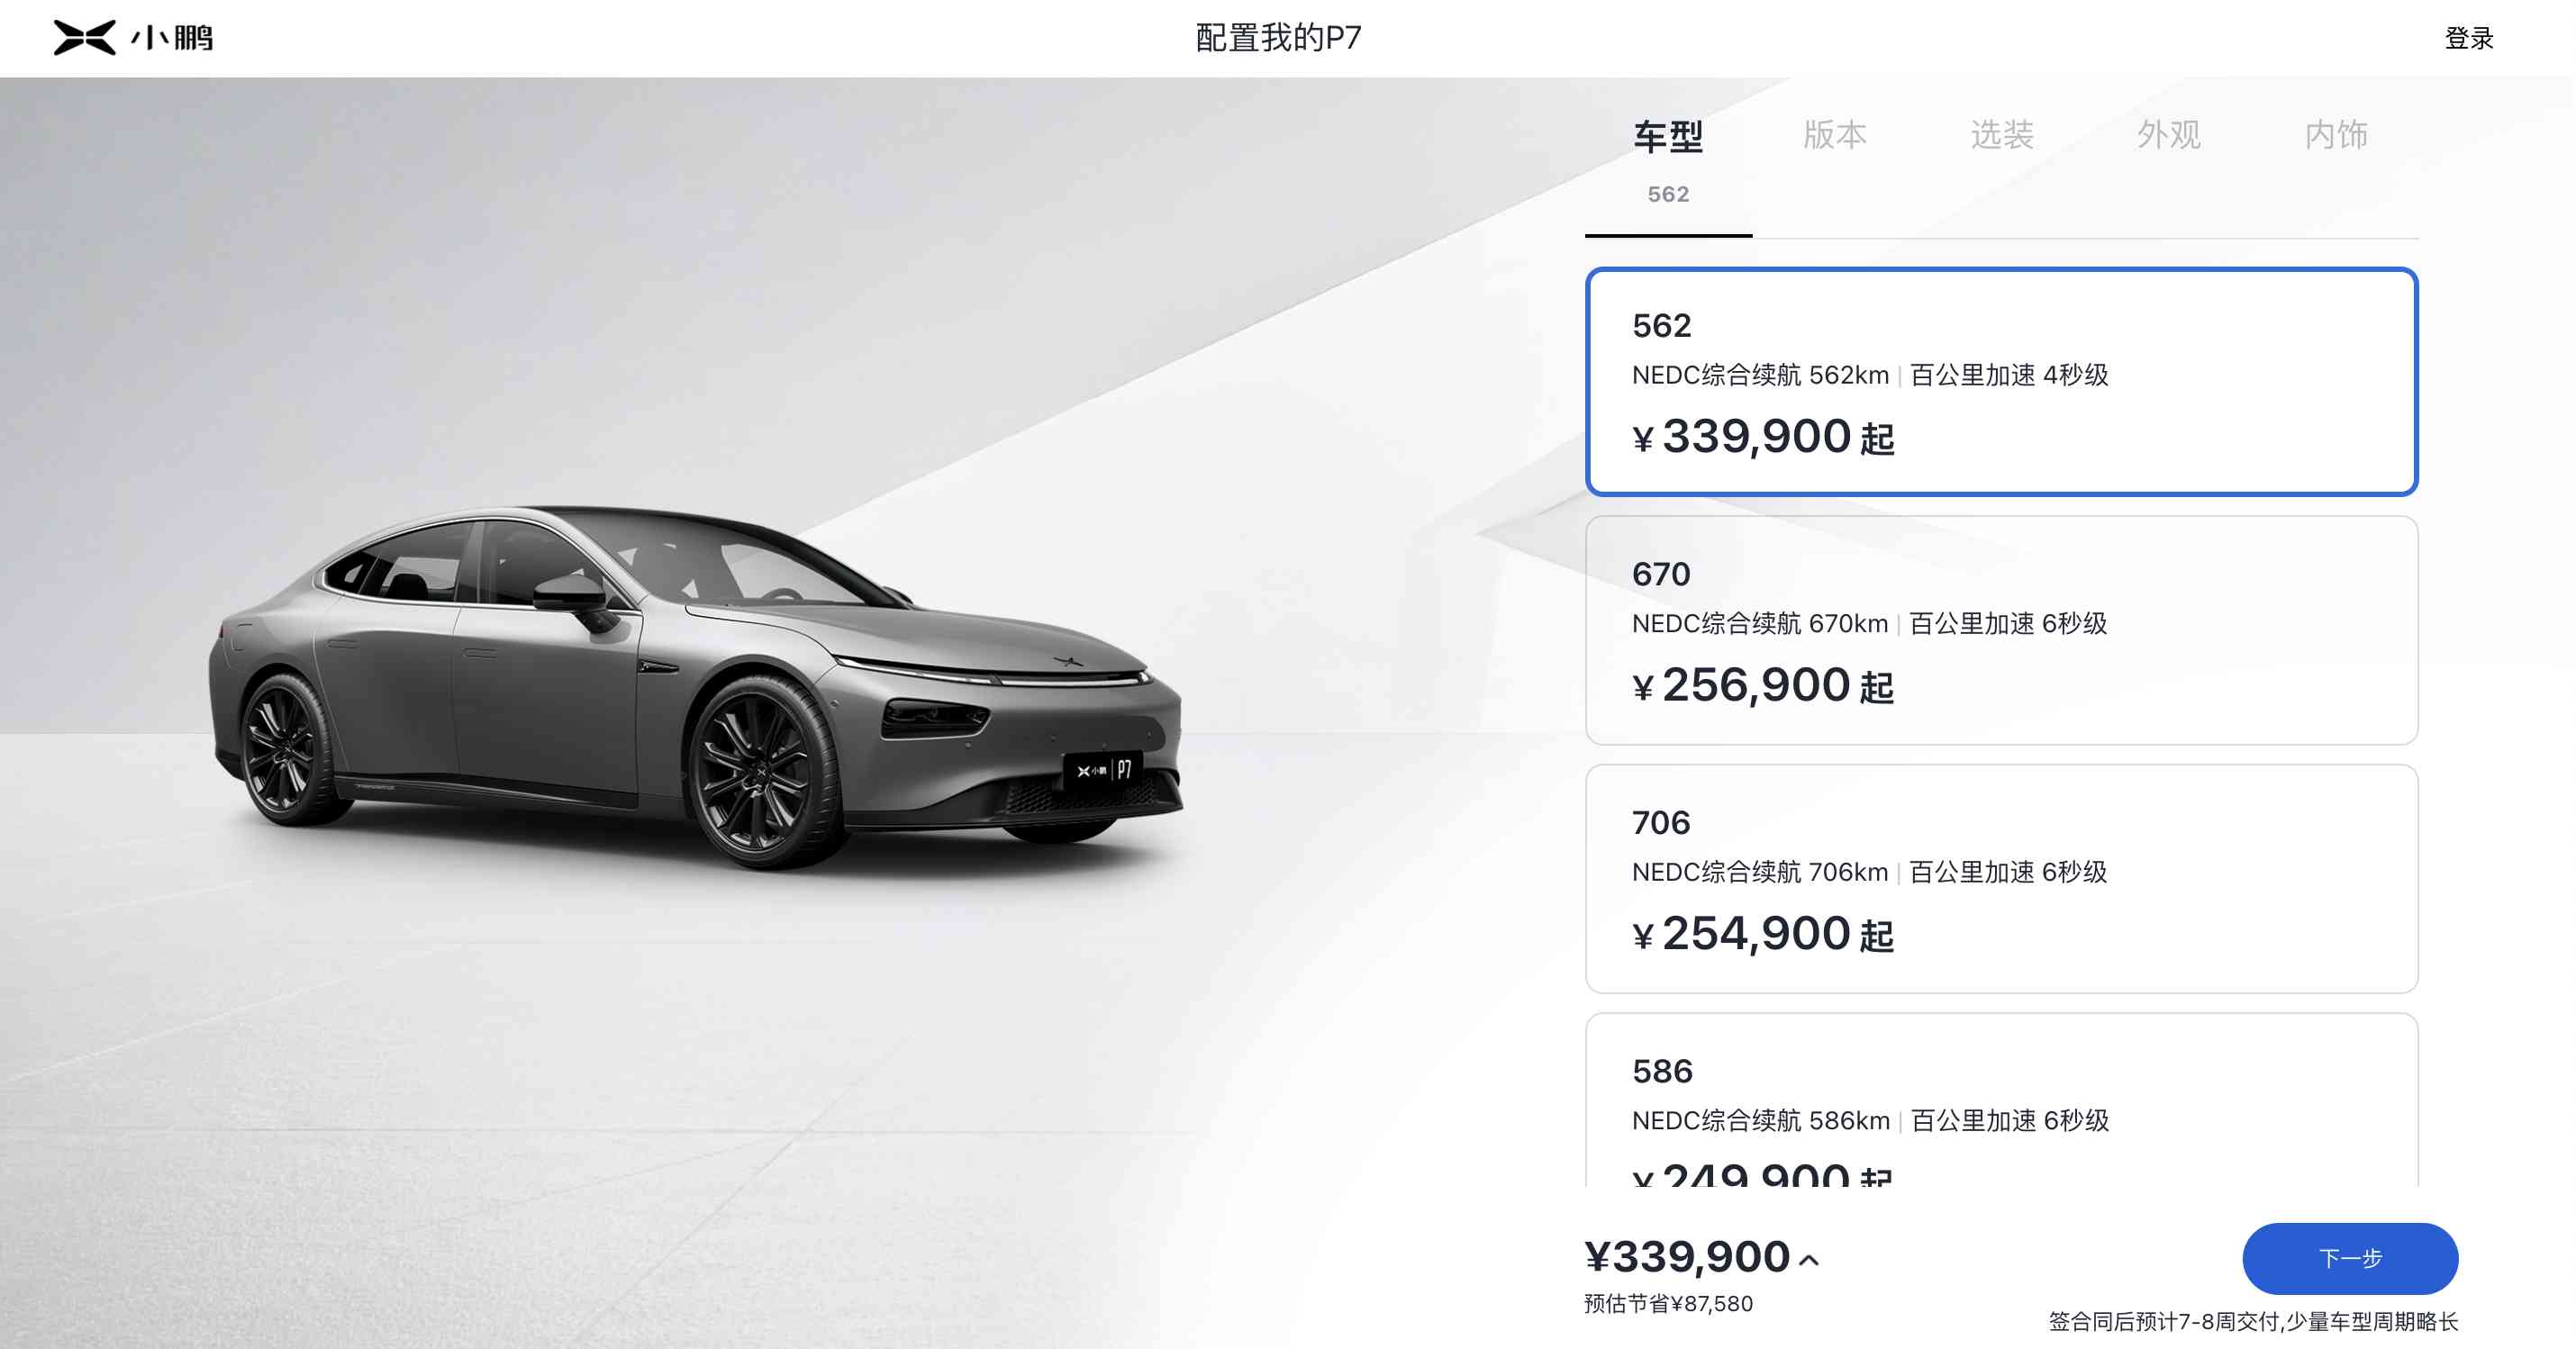 小鹏
配置我的P7
登录
车型
版本
选装
外观
内饰
562
562
NEDC综合续航 562km | 百公里加速 4秒级
¥ 339,900 起
670
NEDC综合续航 670km | 百公里加速 6秒级
¥ 256,900 起
706
NEDC综合续航 706km | 百公里加速 6秒级
¥ 254,900 起
586
NEDC综合续航 586km | 百公里加速 6秒级
¥ 249,900 起
小鹏 | P7
¥339,900
预估节省¥87,580
下一步
签合同后预计7-8周交付,少量车型周期略长